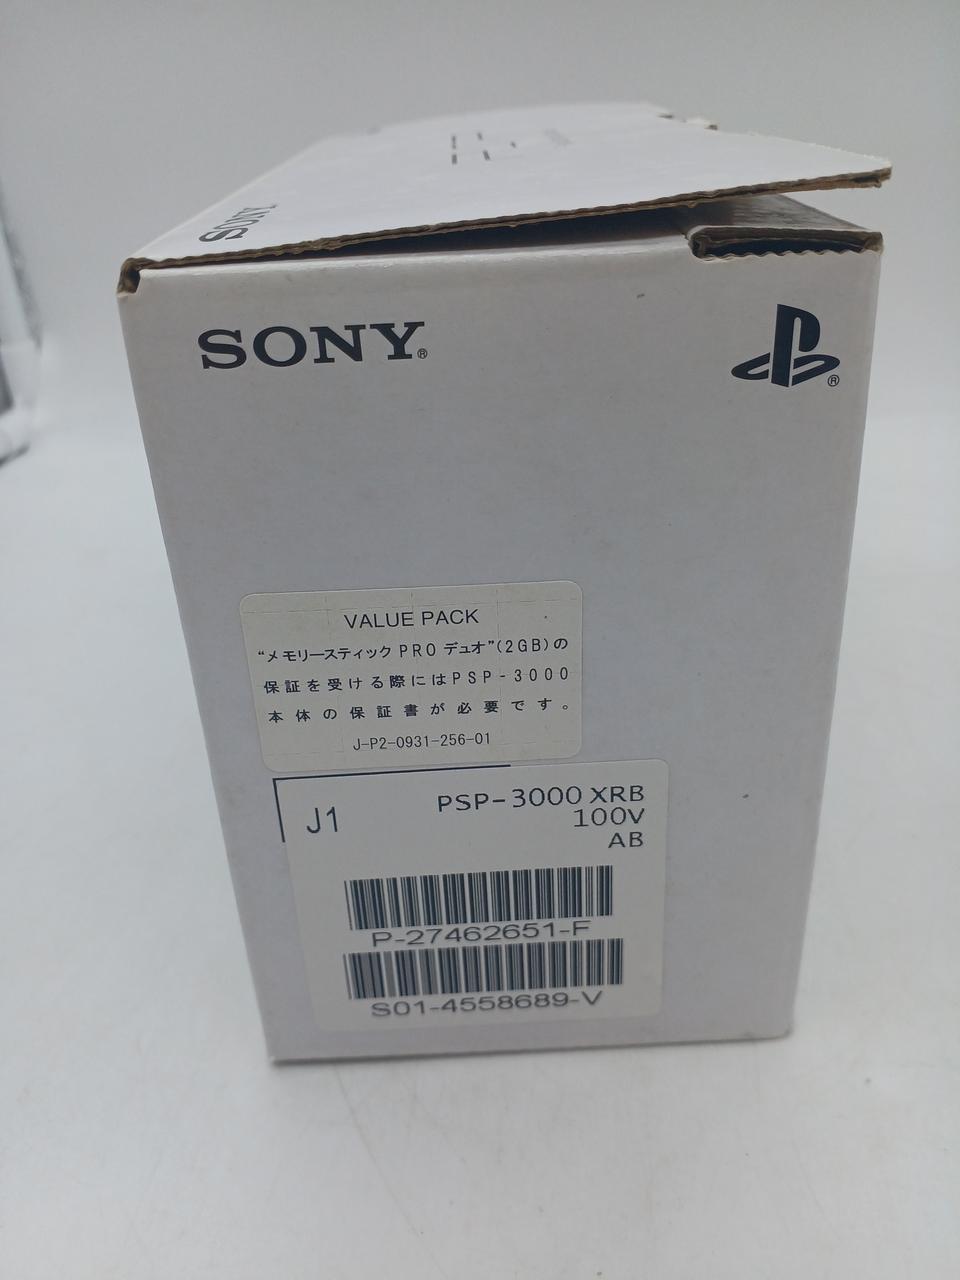 SONY
SONY®
®
VALUE PACK
“メモリースティック PRO デュオ”(2GB)の
保証を受ける際にはPSP-3000
本体の保証書が必要です。
J-P2-0931-256-01
J1
PSP-3000 XRB
100V
AB
P-27462651-F
S01-4558689-V